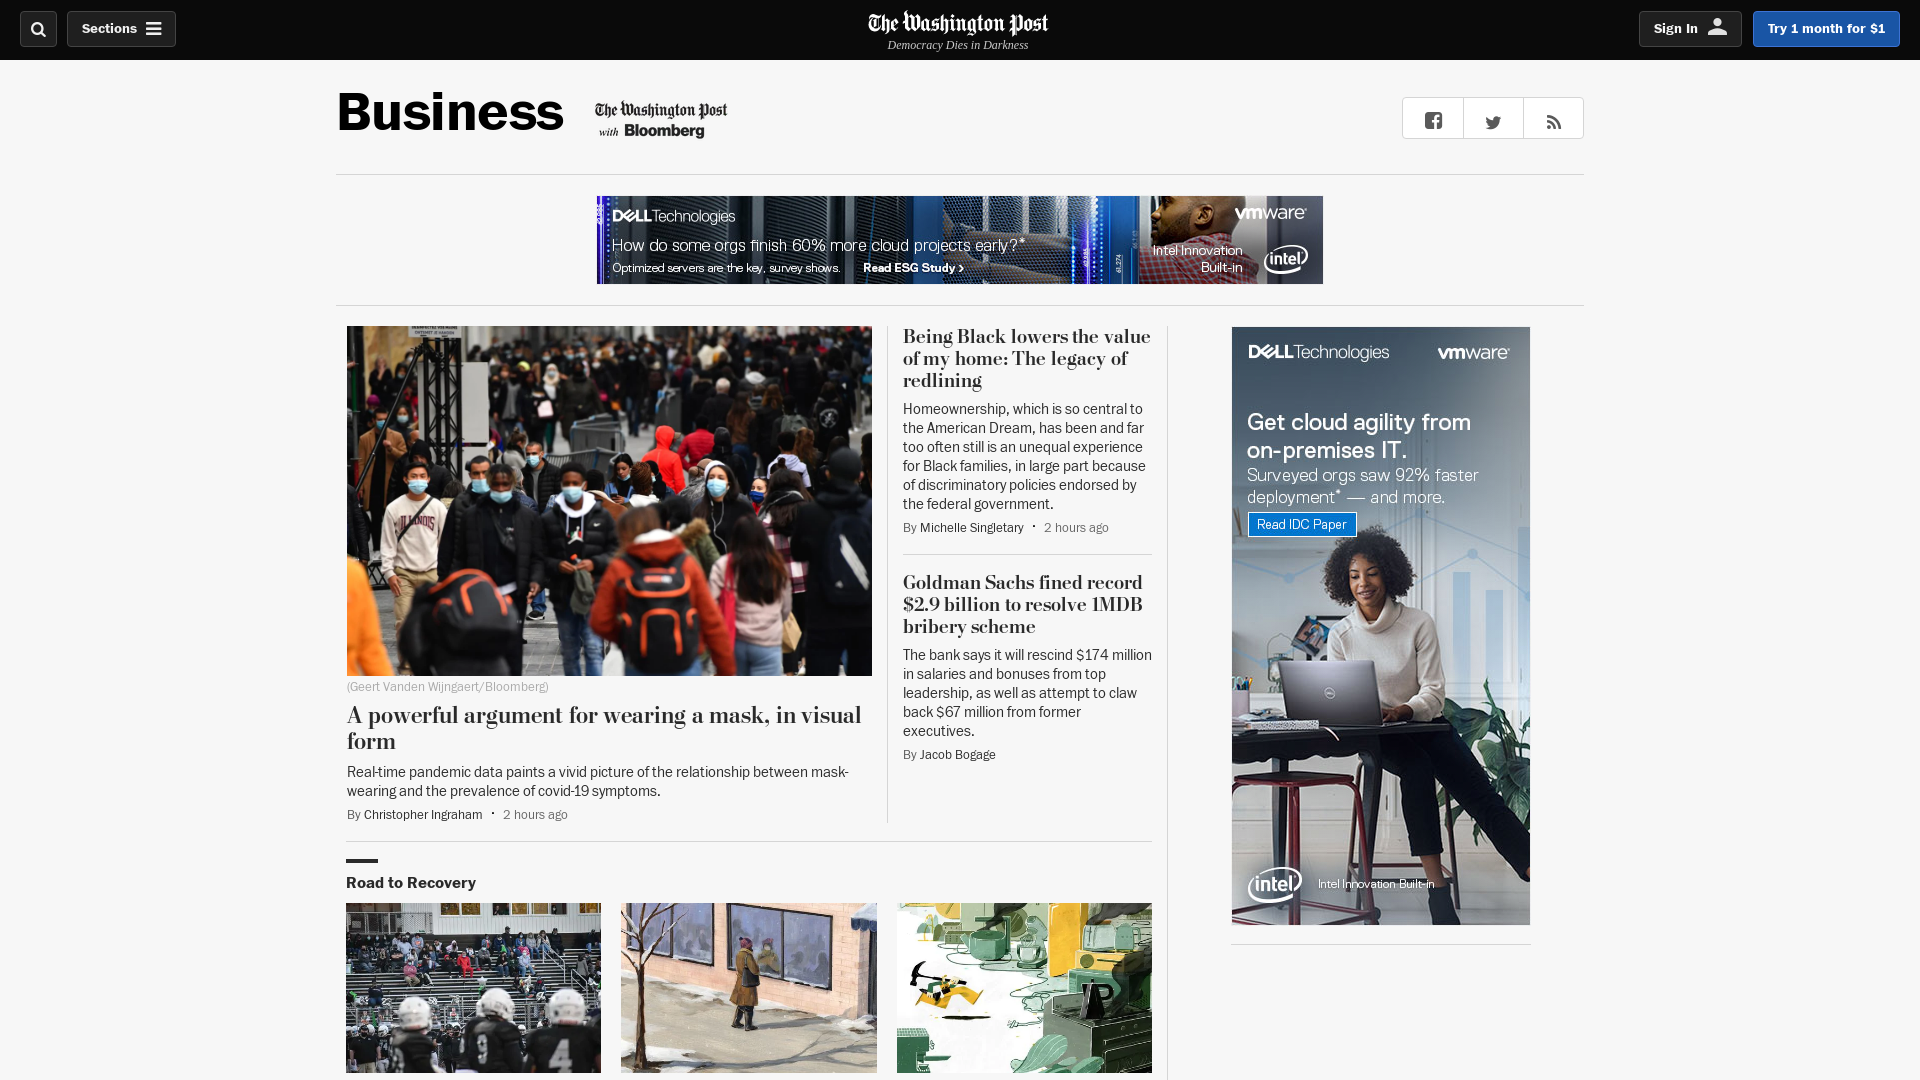 Sections
The Washington Post
Democracy Dies in Darkness
Sign In
Try 1 month for $1
Business
The Washington Post
with Bloomberg
DELLTechnologies
vmware
How do some orgs finish 60% more cloud projects early?*
Optimized servers are the key, survey shows.
Read ESG Study ›
Intel Innovation
Built-in
intel
(Geert Vanden Wijngaert/Bloomberg)
A powerful argument for wearing a mask, in visual
form
Real-time pandemic data paints a vivid picture of the relationship between mask-
wearing and the prevalence of covid-19 symptoms.
By Christopher Ingraham • 2 hours ago
Being Black lowers the value
of my home: The legacy of
redlining
Homeownership, which is so central to
the American Dream, has been and far
too often still is an unequal experience
for Black families, in large part because
of discriminatory policies endorsed by
the federal government.
By Michelle Singletary • 2 hours ago
Goldman Sachs fined record
$2.9 billion to resolve 1MDB
bribery scheme
The bank says it will rescind $174 million
in salaries and bonuses from top
leadership, as well as attempt to claw
back $67 million from former
executives.
By Jacob Bogage
DELLTechnologies
vmware
Get cloud agility from
on-premises IT.
Surveyed orgs saw 92% faster
deployment* — and more.
Read IDC Paper
intel
Intel Innovation Built-in
Road to Recovery
ILLINOIS
4